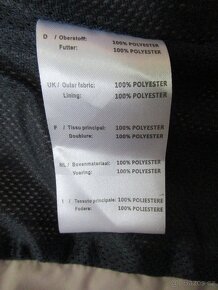 D / Oberstoff: 100% POLYESTER
Futter: 100% POLYESTER
UK/ Outer fabric: 100% POLYESTER
Lining: 100% POLYESTER
F / Tissu principal: 100% POLYESTER
Doublure: 100% POLYESTER
NL/ Bovenmateriaal: 100% POLYESTER
Voering: 100% POLYESTER
I / Tessuto principale: 100% POLIESTERE
Fodera: 100% POLIESTERE